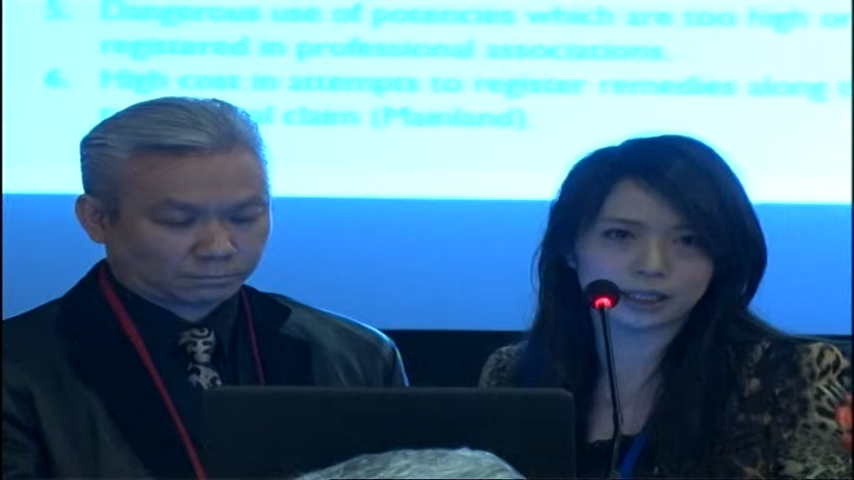 5. Dangerous use of potencies which are too high or
registered in professional associations.
6. High cost in attempts to register remedies along
claim (Mainland).